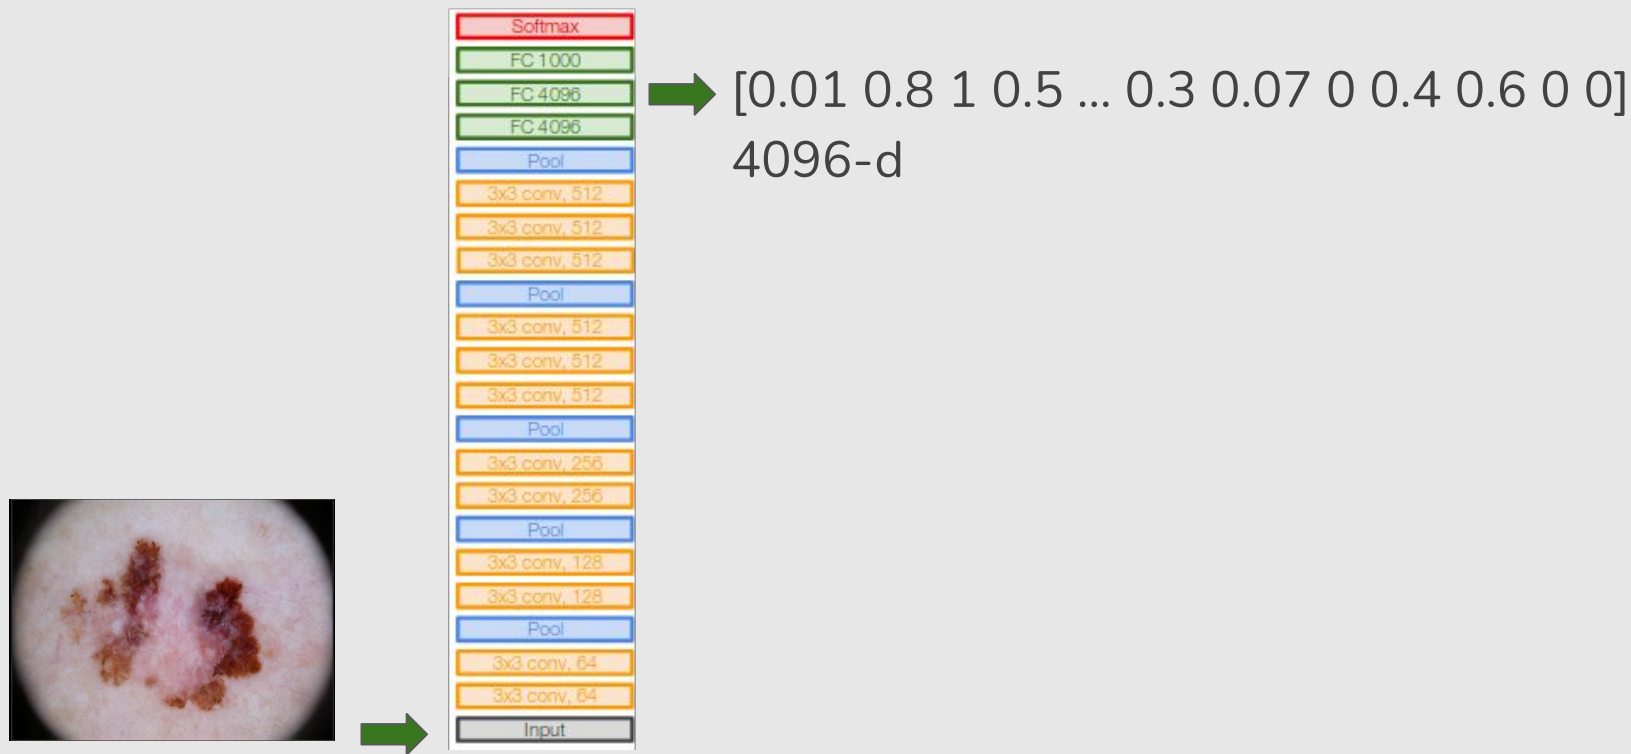 Softmax
FC 1000
FC 4096
FC 4096
Pool
3x3 conv, 512
3x3 conv, 512
3x3 conv, 512
Pool
3x3 conv, 512
3x3 conv, 512
3x3 conv, 512
Pool
3x3 conv, 256
3x3 conv, 256
Pool
3x3 conv, 128
3x3 conv, 128
Pool
3x3 conv, 64
3x3 conv, 64
Input
[0.01 0.8 1 0.5 ... 0.3 0.07 0 0.4 0.6 0 0]
4096-d